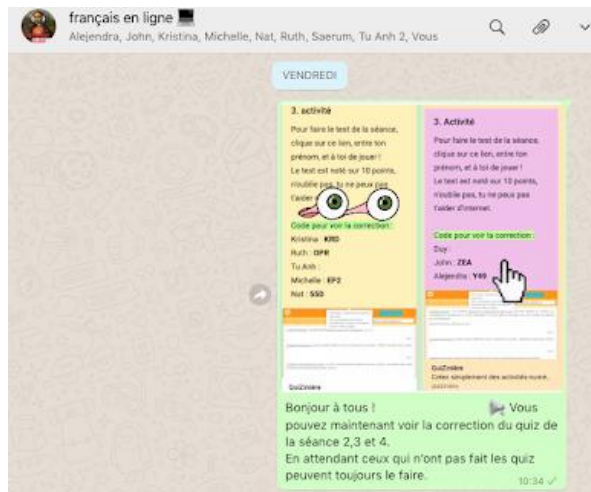 français en ligne
Alejendra, John, Kristina, Michelle, Nat, Ruth, Saerum, Tu Anh 2, Vous
VENDREDI
3. activité
Pour faire le test de la séance,
clique sur ce lien, entre ton
prénom, et à toi de jouer !
Le test est noté sur 10 points,
n'oublie pas, tu ne peux pas
t'aider
Code pour voir la correction :
Kristina : KRD
Ruth : OPR
Tu Anh :
Michelle : EF2
Nat : S5D
QuiZinière
3. Activité
Pour faire le test de la séance,
clique sur ce lien, entre ton
prénom, et à toi de jouer !
Le test est noté sur 10 points,
n'oublie pas, tu ne peux pas
t'aider d'internet.
Code pour voir la correction :
Duy :
John : ZEA
Alejendra : Y49
QuiZinière
Créez simplement des activités numé..
Bonjour à tous ! Vous
pouvez maintenant voir la correction du quiz de
la séance 2,3 et 4.
En attendant ceux qui n'ont pas fait les quiz
peuvent toujours le faire.
10:34